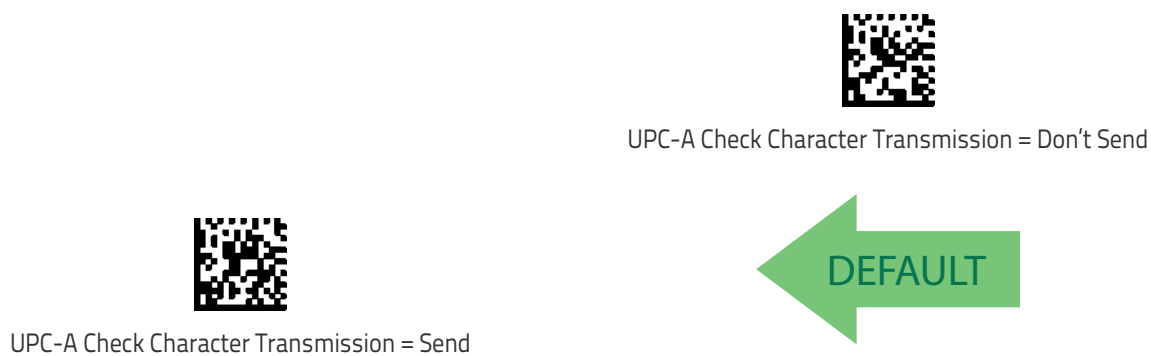 UPC-A Check Character Transmission = Don’t Send
DEFAULT
UPC-A Check Character Transmission = Send